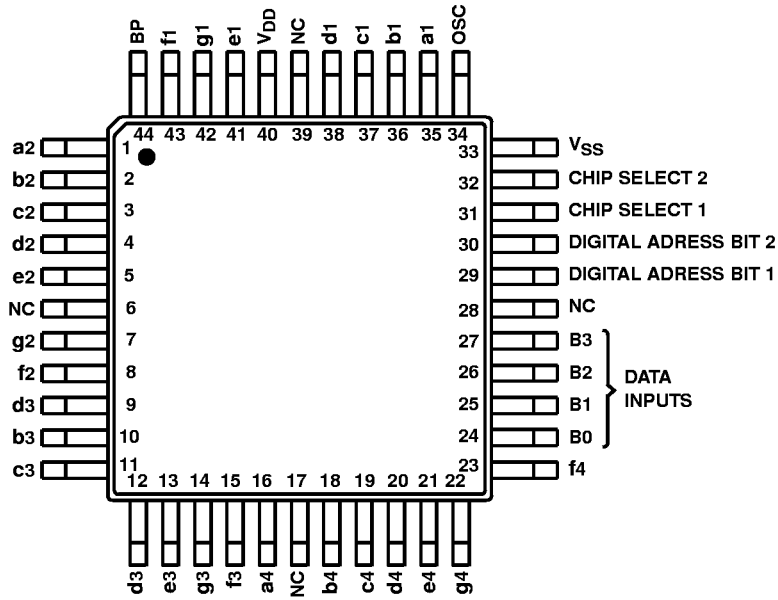 BP f1 g1 e1 VDD NC d1 c1 b1 a1 OSC
44 43 42 41 40 39 38 37 36 35 34
a2 1 33 VSS
b2 2 32 CHIP SELECT 2
c2 3 31 CHIP SELECT 1
d2 4 30 DIGITAL ADRESS BIT 2
e2 5 29 DIGITAL ADRESS BIT 1
NC 6 28 NC
g2 7 27 B3
f2 8 26 B2
d3 9 25 B1
b3 10 24 B0
DATA
INPUTS
c3 11 23 f4
12 13 14 15 16 17 18 19 20 21 22
d3 e3 g3 f3 a4 NC b4 c4 d4 e4 g4